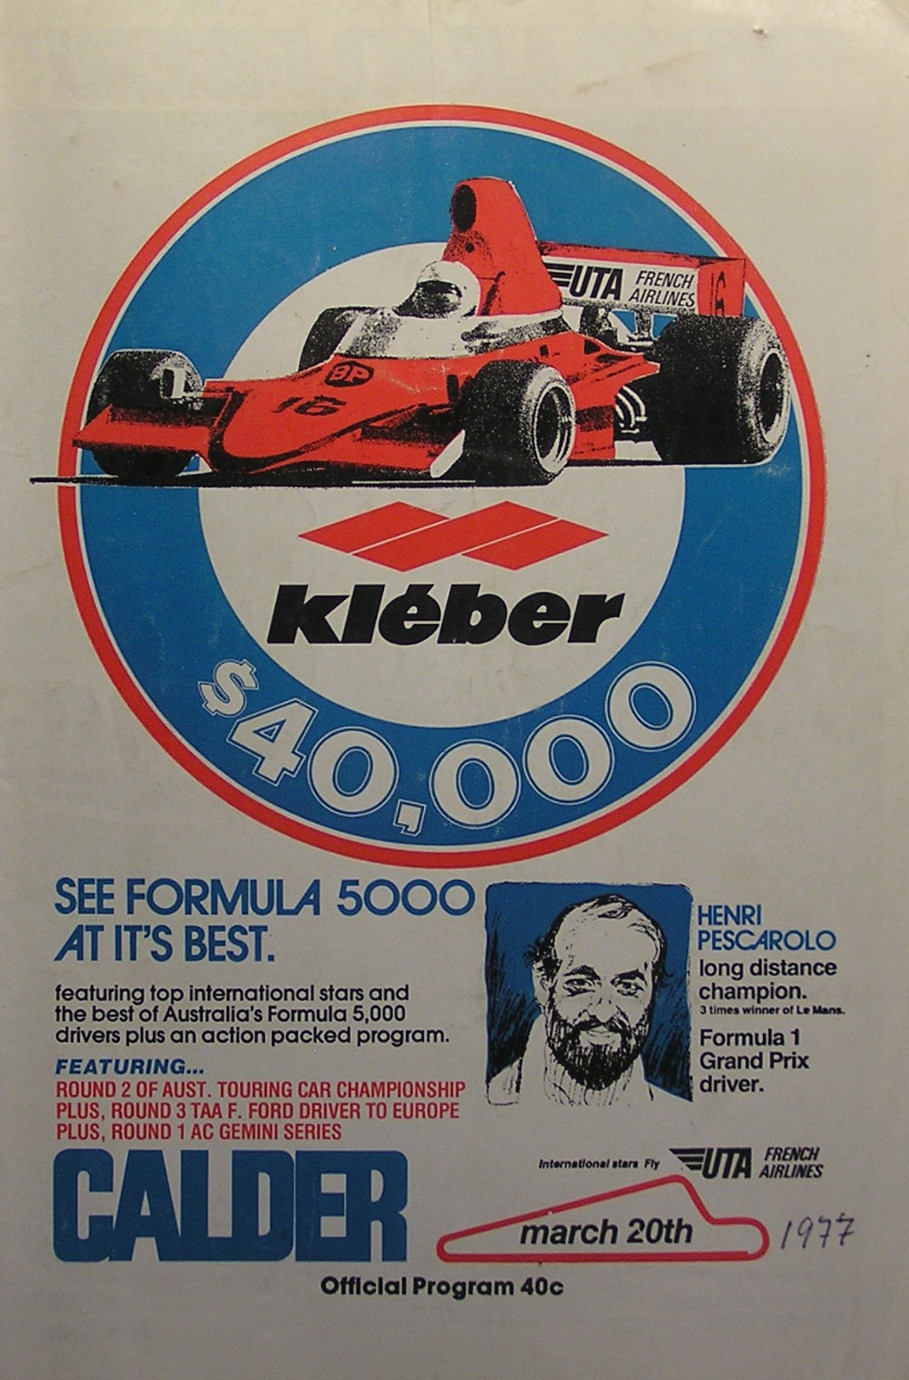 UTA FRENCH
AIRLINES
16
BP
16
kléber
$40,000
SEE FORMULA 5000
AT IT'S BEST.
featuring top international stars and
the best of Australia's Formula 5,000
drivers plus an action packed program.
FEATURING...
ROUND 2 OF AUST. TOURING CAR CHAMPIONSHIP
PLUS, ROUND 3 TAA F. FORD DRIVER TO EUROPE
PLUS, ROUND 1 AC GEMINI SERIES
HENRI
PESCAROLO
long distance
champion.
3 times winner of Le Mans.
Formula 1
Grand Prix
driver.
CALDER
International stars Fly UTA FRENCH
AIRLINES
march 20th 1977
Official Program 40c